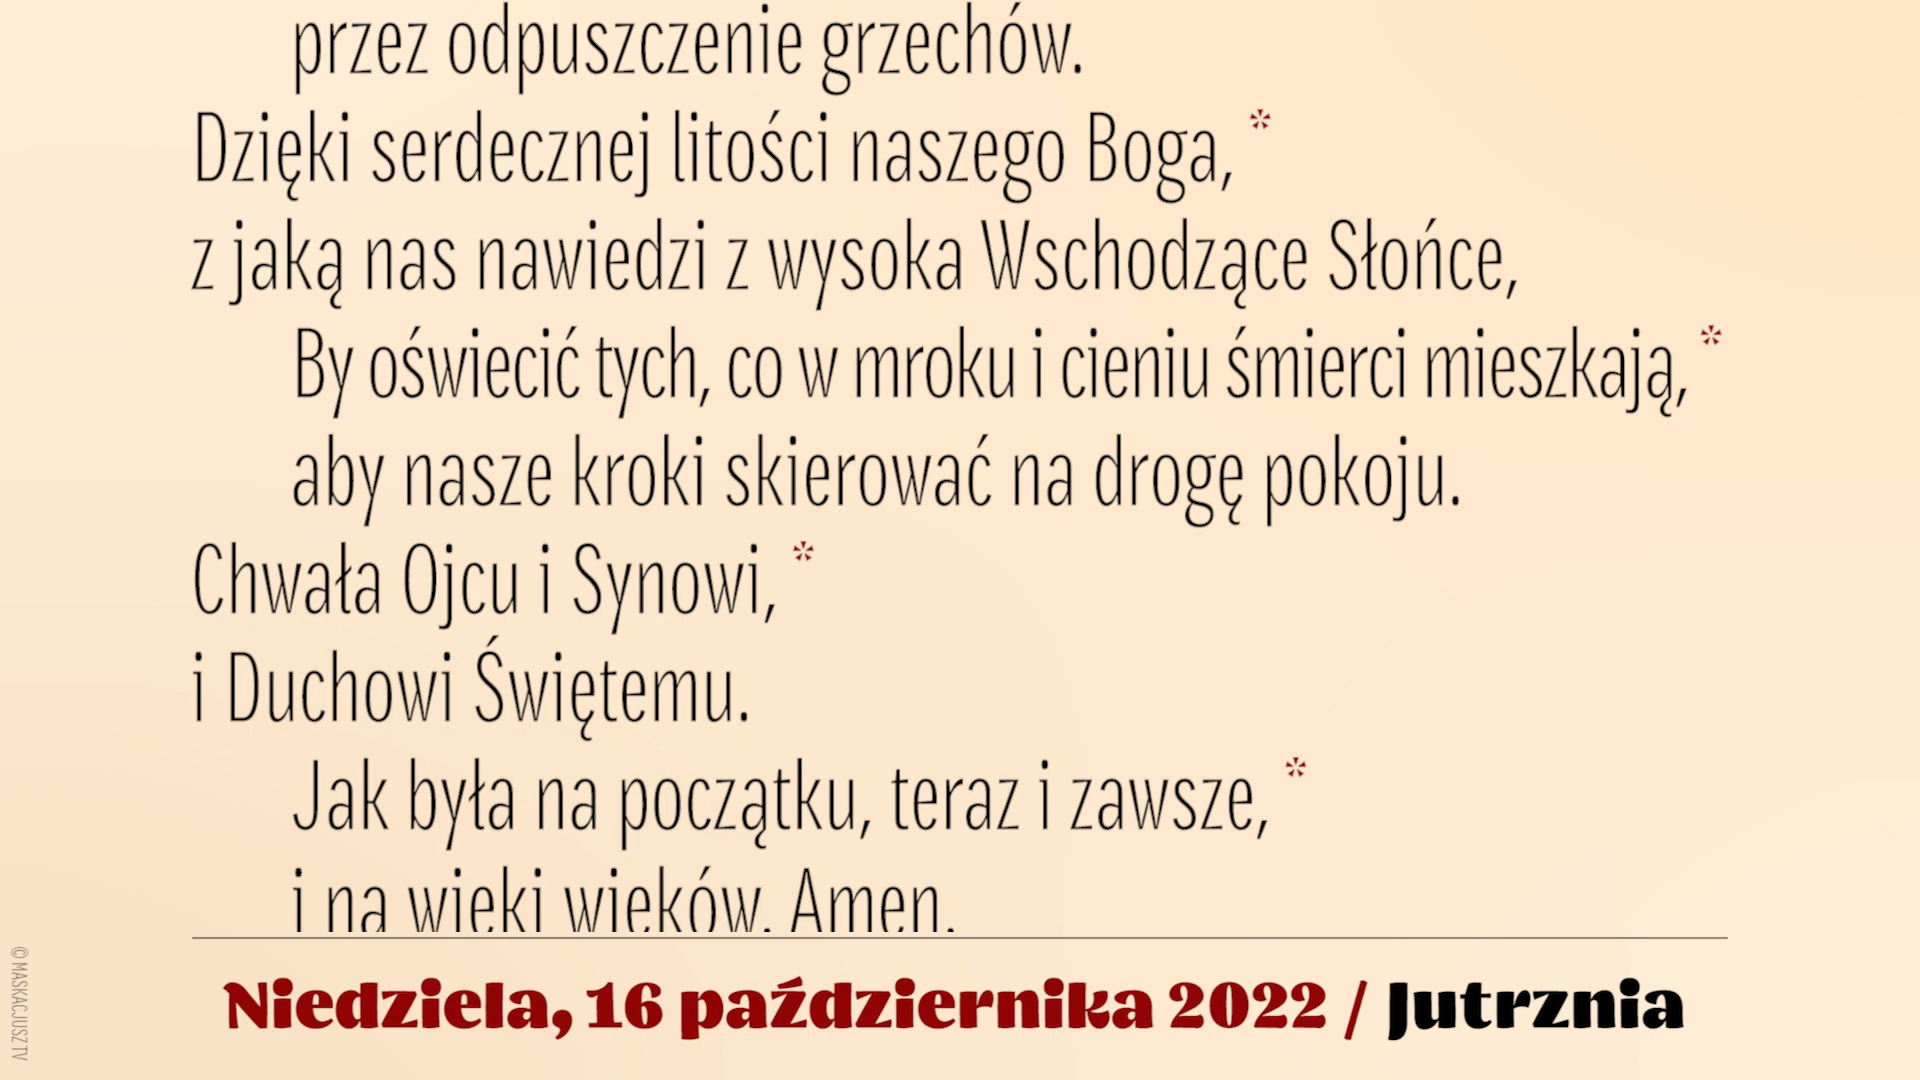 przez odpuszczenie grzechów.
Dzięki serdecznej litości naszego Boga, *
z jaką nas nawiedzi z wysoka Wschodzące Słońce,
By oświecić tych, co w mroku i cieniu śmierci mieszkają, *
aby nasze kroki skierować na drogę pokoju.
Chwała Ojcu i Synowi, *
i Duchowi Świętemu.
Jak była na początku, teraz i zawsze, *
i na wieki wieków. Amen.
Niedziela, 16 października 2022 / Jutrznia
© MASKACJUSZ TV